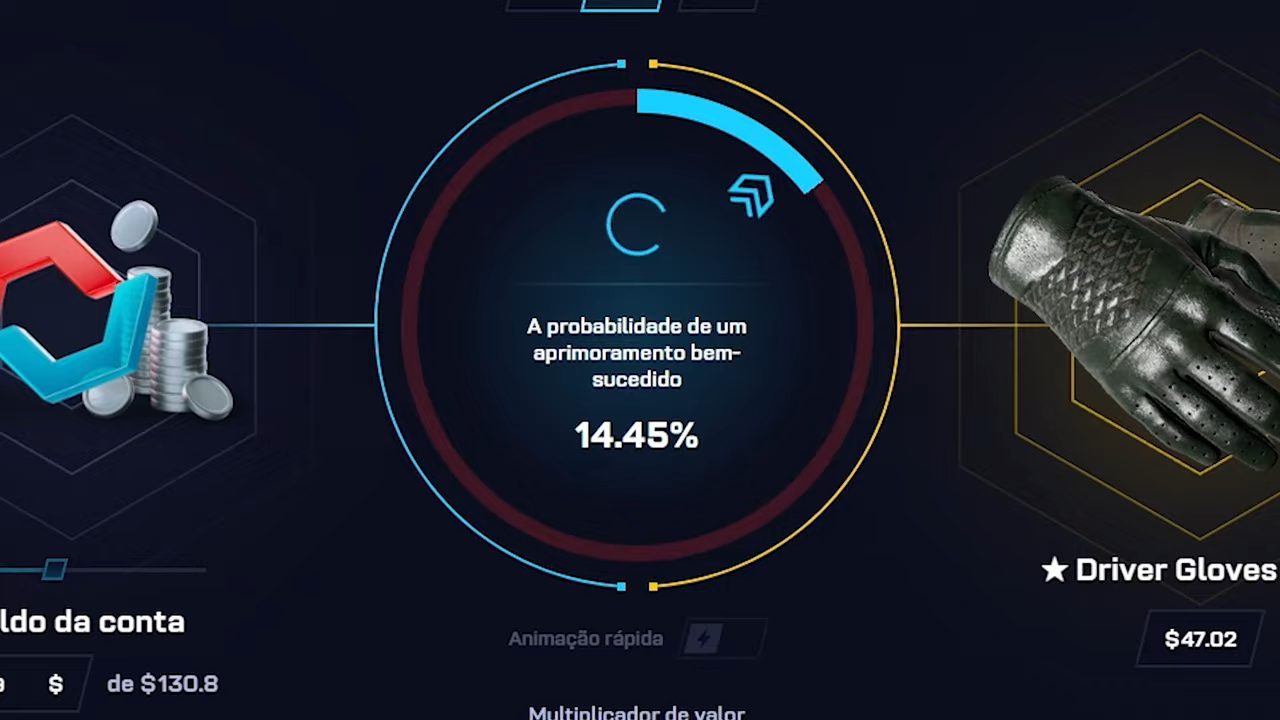 A probabilidade de um
aprimoramento bem-
sucedido
14.45%
★ Driver Gloves
$47.02
ldo da conta
$ de $130.8
Animação rápida
Multiplicador de valor